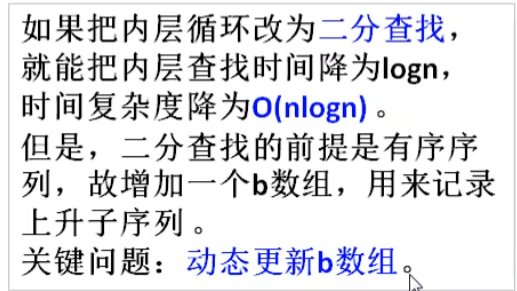 如果把内层循环改为二分查找，
就能把内层查找时间降为logn，
时间复杂度降为O(nlogn) 。
但是，二分查找的前提是有序序
列，故增加一个b数组，用来记录
上升子序列 。
关键问题：动态更新b数组。